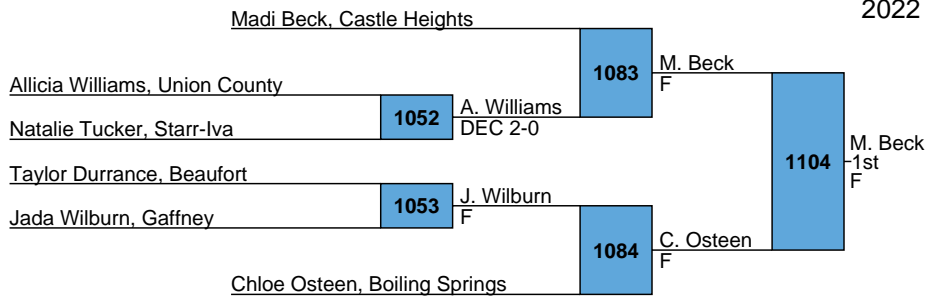 2022
Madi Beck, Castle Heights
1083
M. Beck
F
Allicia Williams, Union County
1052
A. Williams
DEC 2-0
Natalie Tucker, Starr-Iva
1104
M. Beck
1st
F
Taylor Durrance, Beaufort
1053
J. Wilburn
F
Jada Wilburn, Gaffney
1084
C. Osteen
F
Chloe Osteen, Boiling Springs